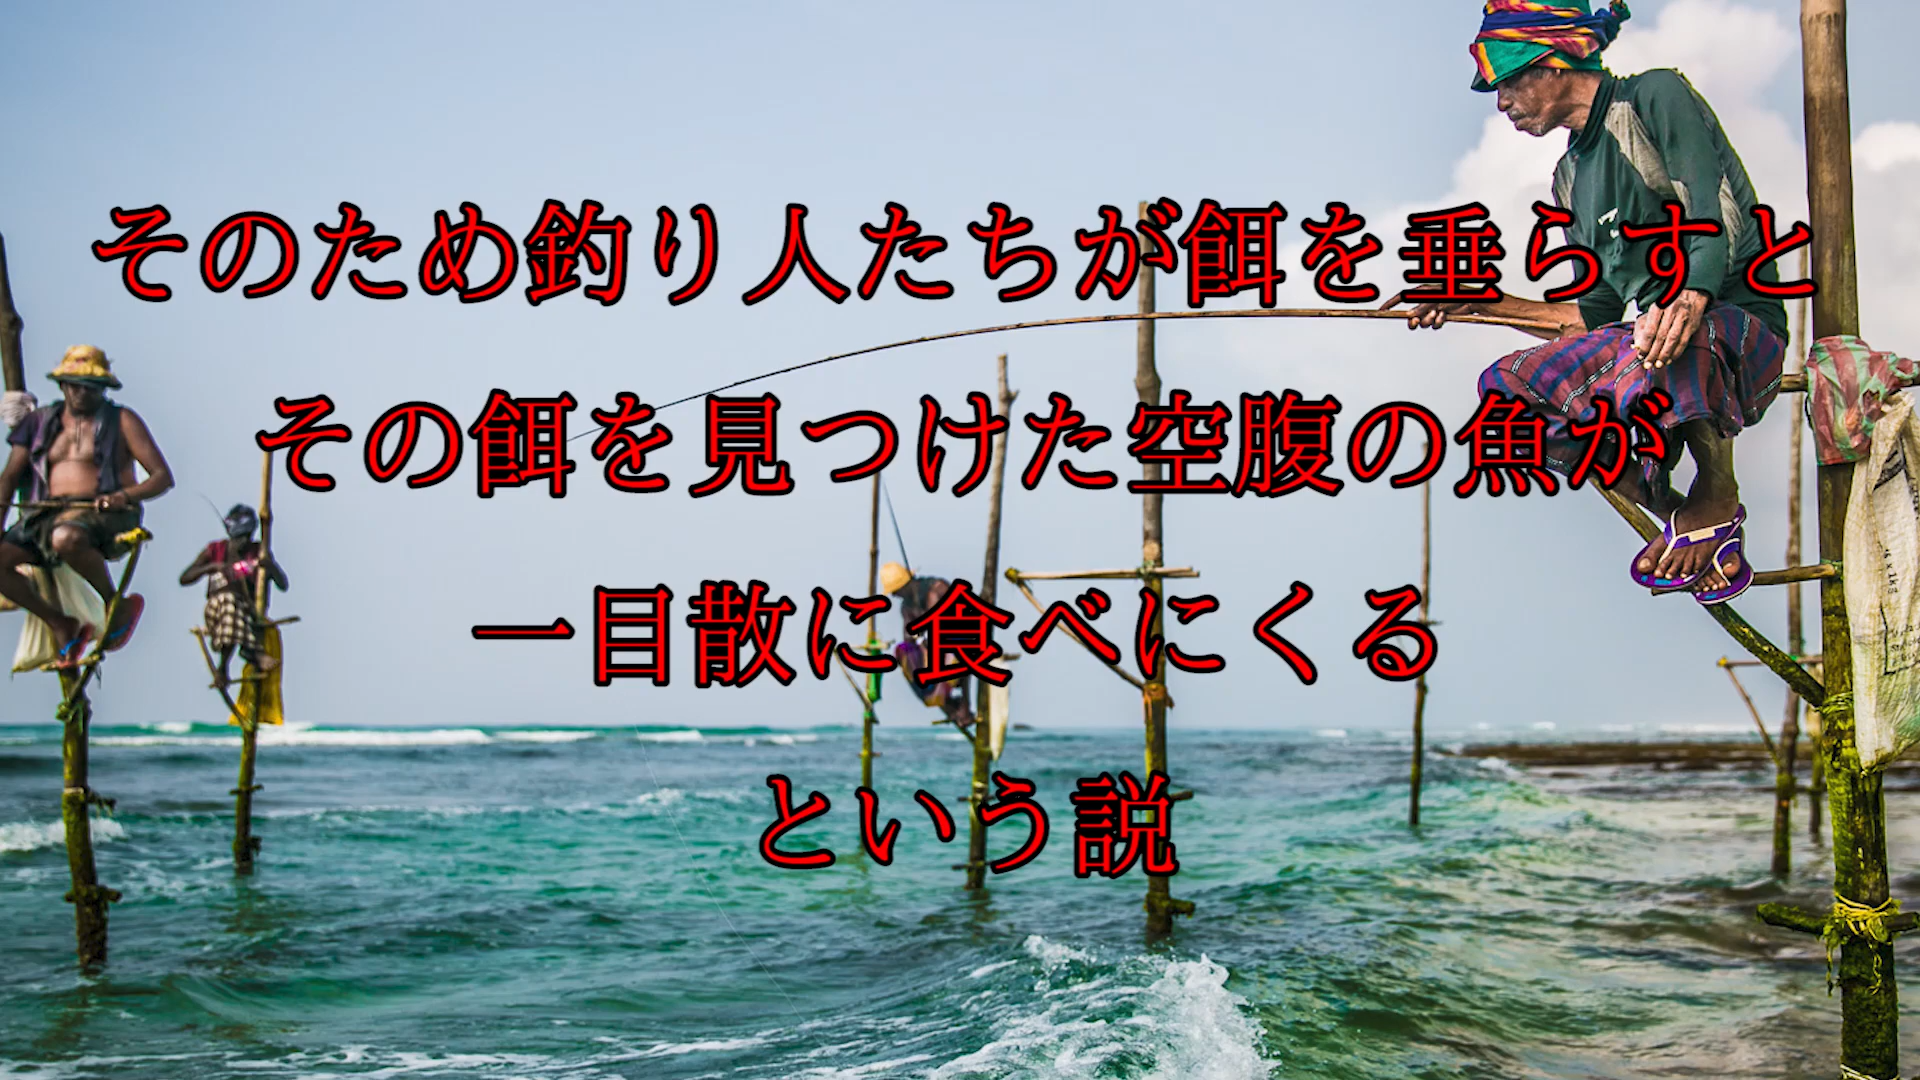 そのため釣り人たちが餌を垂らすと
その餌を見つけた空腹の魚が
一目散に食べにくる
という説